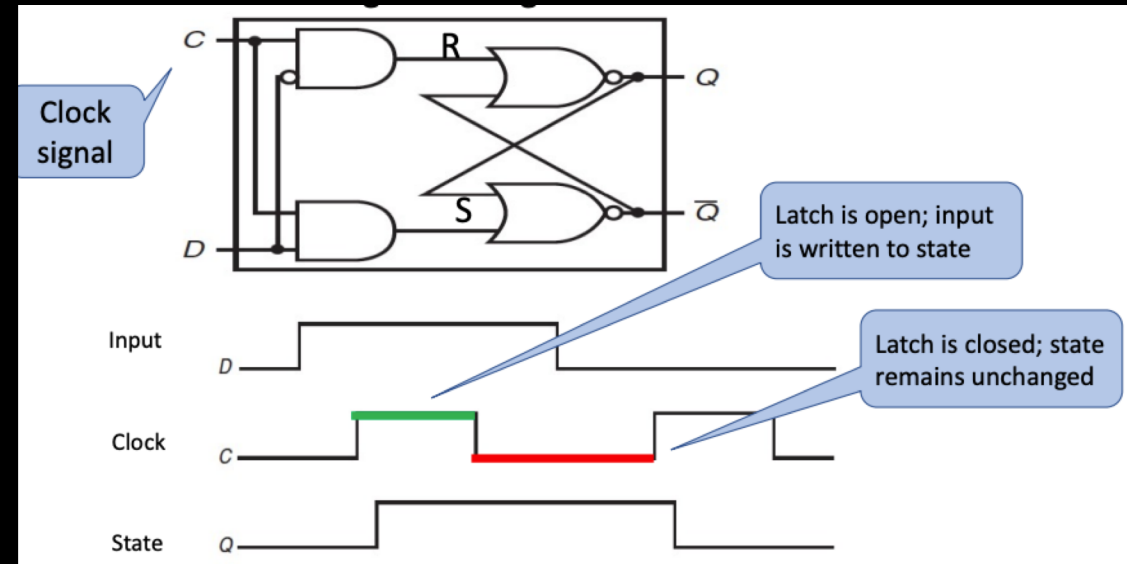 C
R
Q
Clock
signal
S
Q̅
D
Latch is open; input
is written to state
Input
D
Latch is closed; state
remains unchanged
Clock
C
State
Q